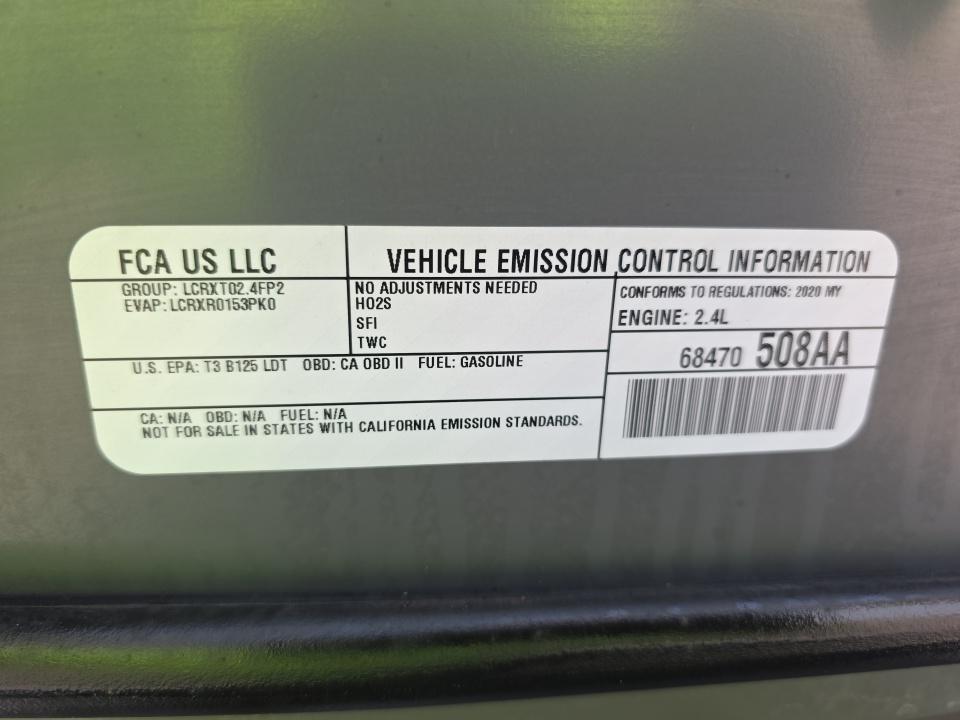 FCA US LLC
VEHICLE EMISSION CONTROL INFORMATION
GROUP: LCRXT02.4FP2
EVAP: LCRXR0153PK0
NO ADJUSTMENTS NEEDED
HO2S
SFI
TWC
CONFORMS TO REGULATIONS: 2020 MY
ENGINE: 2.4L
68470 508AA
U.S. EPA: T3 B125 LDT OBD: CA OBD II FUEL: GASOLINE
CA: N/A OBD: N/A FUEL: N/A
NOT FOR SALE IN STATES WITH CALIFORNIA EMISSION STANDARDS.